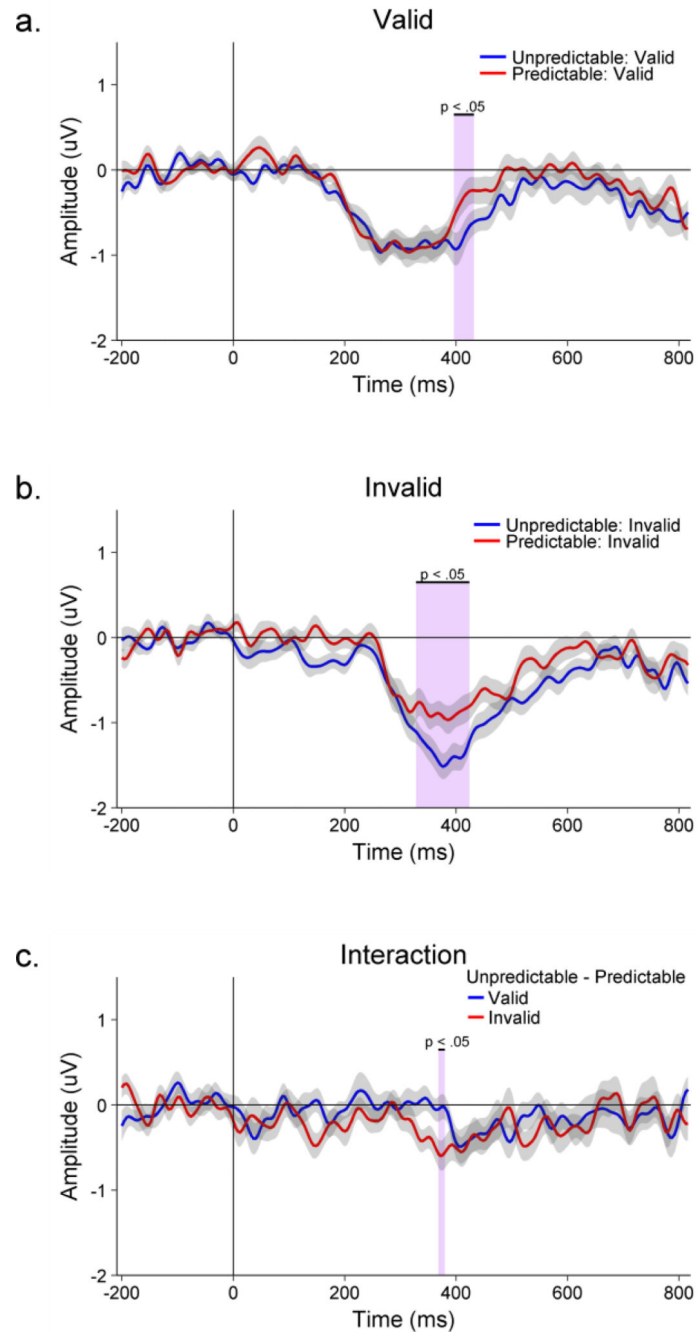 a.
Valid
Unpredictable: Valid
Predictable: Valid
p < .05
1
0
-1
-2
Amplitude (uV)
-200 0 200 400 600 800
Time (ms)
b.
Invalid
Unpredictable: Invalid
Predictable: Invalid
p < .05
1
0
-1
-2
Amplitude (uV)
-200 0 200 400 600 800
Time (ms)
c.
Interaction
Unpredictable - Predictable
Valid
Invalid
p < .05
1
0
-1
-2
Amplitude (uV)
-200 0 200 400 600 800
Time (ms)